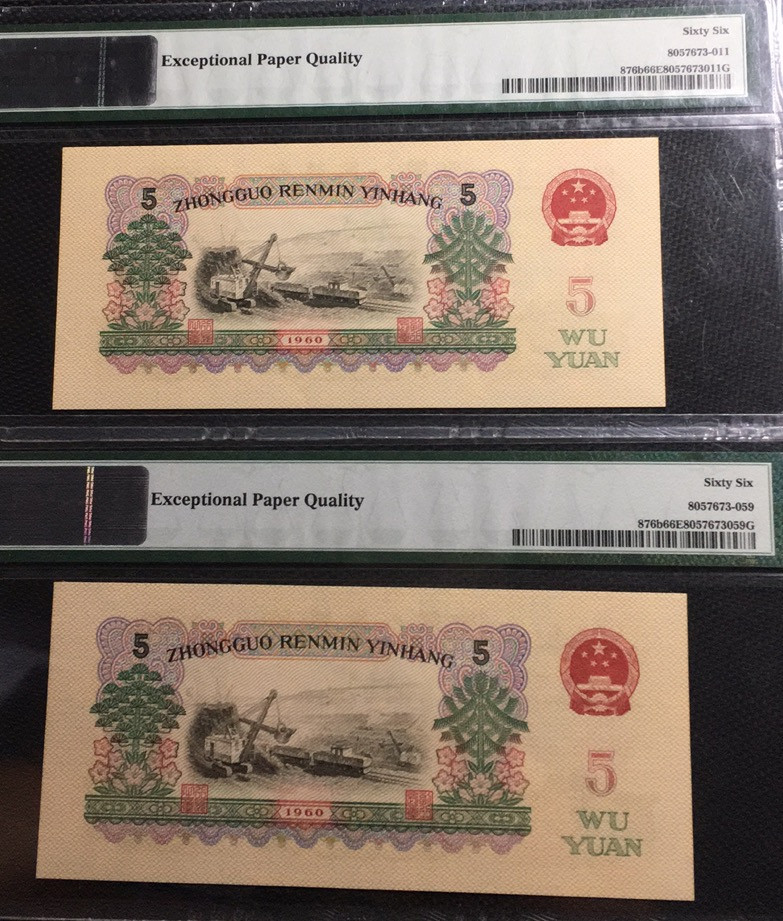 Sixty Six
Exceptional Paper Quality
8057673-011
876b66E8057673011G
5 ZHONGGUO RENMIN YINHANG 5
5
WU
YUAN
1960
Sixty Six
Exceptional Paper Quality
8057673-059
876b66E8057673059G
5 ZHONGGUO RENMIN YINHANG 5
5
WU
YUAN
1960